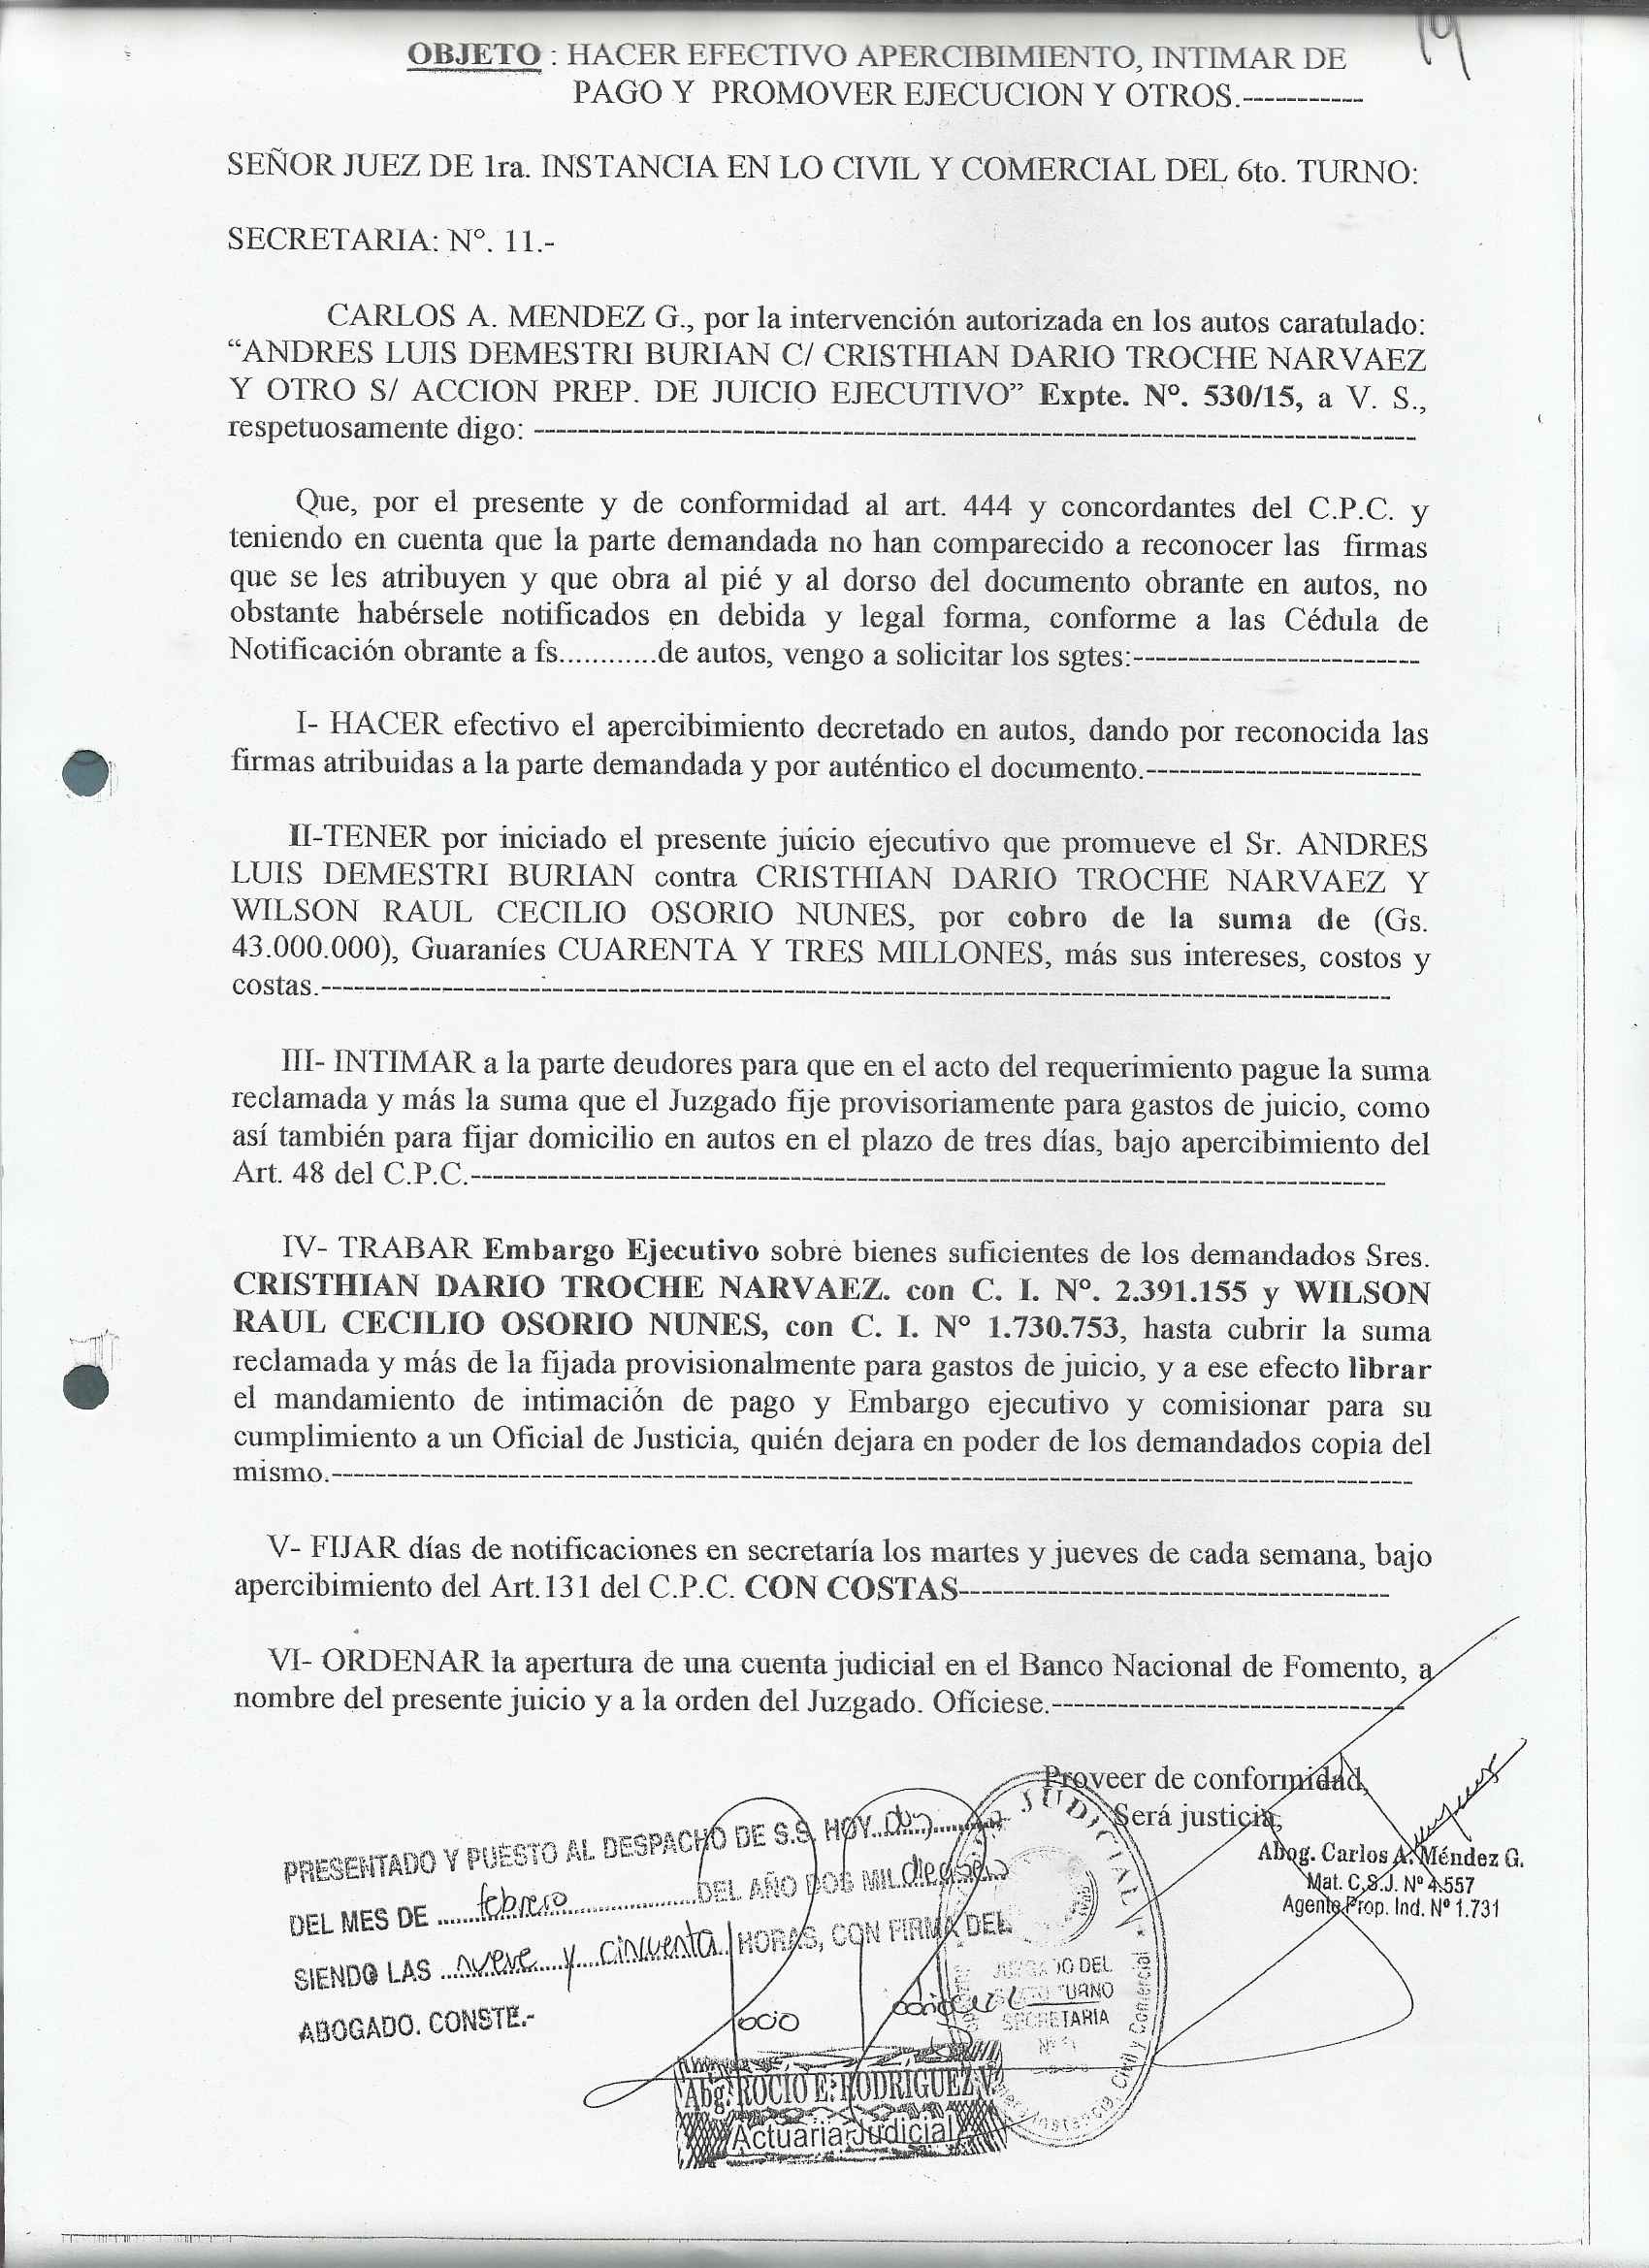 19
OBJETO : HACER EFECTIVO APERCIBIMIENTO, INTIMAR DE
PAGO Y PROMOVER EJECUCION Y OTROS.-----------
SEÑOR JUEZ DE 1ra. INSTANCIA EN LO CIVIL Y COMERCIAL DEL 6to. TURNO:
SECRETARIA: Nº. 11.-
CARLOS A. MENDEZ G., por la intervención autorizada en los autos caratulado:
“ANDRES LUIS DEMESTRI BURIAN C/ CRISTHIAN DARIO TROCHE NARVAEZ
Y OTRO S/ ACCION PREP. DE JUICIO EJECUTIVO” Expte. Nº. 530/15, a V. S.,
respetuosamente digo: --------------------------------------------------------------------------------
Que, por el presente y de conformidad al art. 444 y concordantes del C.P.C. y
teniendo en cuenta que la parte demandada no han comparecido a reconocer las firmas
que se les atribuyen y que obra al pié y al dorso del documento obrante en autos, no
obstante habérsele notificados en debida y legal forma, conforme a las Cédula de
Notificación obrante a fs...........de autos, vengo a solicitar los sgtes:--------------------------
I- HACER efectivo el apercibimiento decretado en autos, dando por reconocida las
firmas atribuidas a la parte demandada y por auténtico el documento.-------------------------
II-TENER por iniciado el presente juicio ejecutivo que promueve el Sr. ANDRES
LUIS DEMESTRI BURIAN contra CRISTHIAN DARIO TROCHE NARVAEZ Y
WILSON RAUL CECILIO OSORIO NUNES, por cobro de la suma de (Gs.
43.000.000), Guaraníes CUARENTA Y TRES MILLONES, más sus intereses, costos y
costas.-------------------------------------------------------------------------------------------------
III- INTIMAR a la parte deudores para que en el acto del requerimiento pague la suma
reclamada y más la suma que el Juzgado fije provisoriamente para gastos de juicio, como
así también para fijar domicilio en autos en el plazo de tres días, bajo apercibimiento del
Art. 48 del C.P.C.-----------------------------------------------------------------------------------
IV- TRABAR Embargo Ejecutivo sobre bienes suficientes de los demandados Sres.
CRISTHIAN DARIO TROCHE NARVAEZ. con C. I. Nº. 2.391.155 y WILSON
RAUL CECILIO OSORIO NUNES, con C. I. Nº 1.730.753, hasta cubrir la suma
reclamada y más de la fijada provisionalmente para gastos de juicio, y a ese efecto librar
el mandamiento de intimación de pago y Embargo ejecutivo y comisionar para su
cumplimiento a un Oficial de Justicia, quién dejara en poder de los demandados copia del
mismo.--------------------------------------------------------------------------------------------------
V- FIJAR días de notificaciones en secretaría los martes y jueves de cada semana, bajo
apercibimiento del Art.131 del C.P.C. CON COSTAS---------------------------------------
VI- ORDENAR la apertura de una cuenta judicial en el Banco Nacional de Fomento, a
nombre del presente juicio y a la orden del Juzgado. Ofíciese.--------------------------------
Proveer de conformidad,
Será justicia,
Abog. Carlos A. Méndez G.
Mat. C.S.J. Nº 4.557
Agente Prop. Ind. Nº 1.731
PRESENTADO Y PUESTO AL DESPACHO DE S.S. HOY..dos..........
DEL MES DE ......febrero..................DEL AÑO DOS MIL dieciseis
SIENDO LAS ..nueve...y...cincuenta HORAS, CON FIRMA DEL
ABOGADO. CONSTE.-
JUDICIAL
JUZGADO DEL
SEXTO TURNO
SECRETARIA
Nº 11
Instancia, Civil y Comercial
Rocio Rodriguez
Abg. ROCIO E. RODRIGUEZ V.
Actuaria Judicial